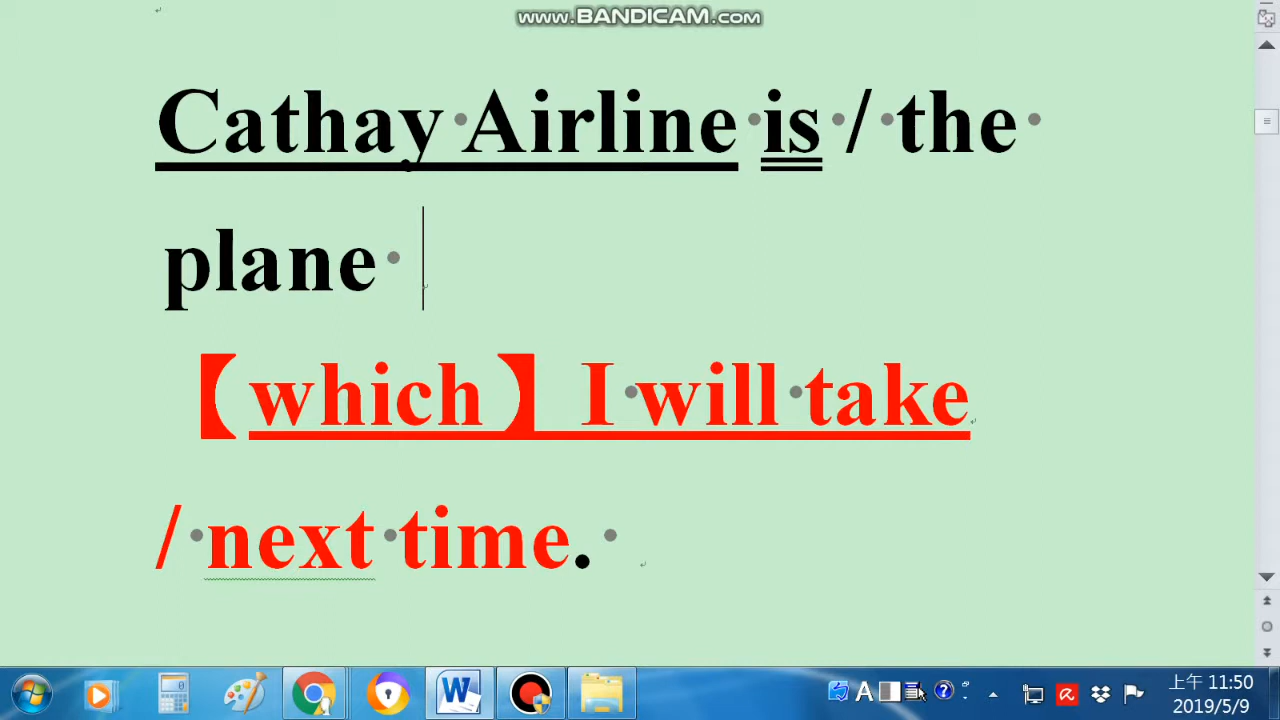 www.BANDICAM.com
Cathay Airline is / the
plane
【which】I will take
/ next time.
上午 11:50
2019/5/9